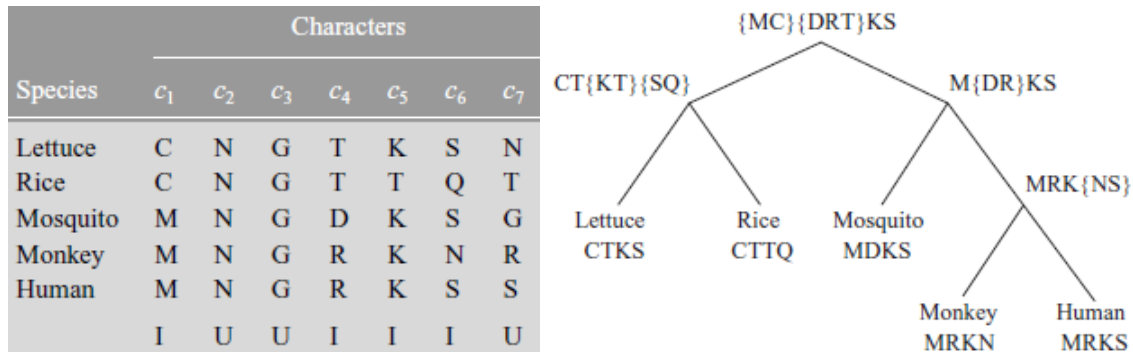 Characters
Species c1 c2 c3 c4 c5 c6 c7
Lettuce C N G T K S N
Rice C N G T T Q T
Mosquito M N G D K S G
Monkey M N G R K N R
Human M N G R K S S
I U U I I I U
{MC}{DRT}KS
CT{KT}{SQ}
M{DR}KS
MRK{NS}
Lettuce Rice Mosquito
CTKS CTTQ MDKS
Monkey Human
MRKN MRKS